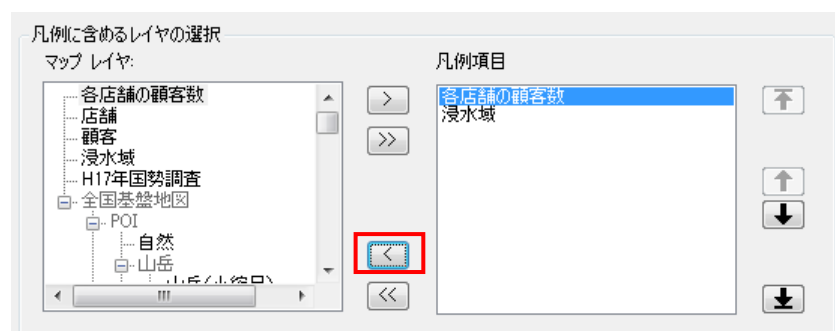 凡例に含めるレイヤの選択
マップ レイヤ:
凡例項目
各店舗の顧客数
店舗
顧客
浸水域
H17年国勢調査
全国基盤地図
POI
自然
山岳
>
>>
<
<<
各店舗の顧客数
浸水域